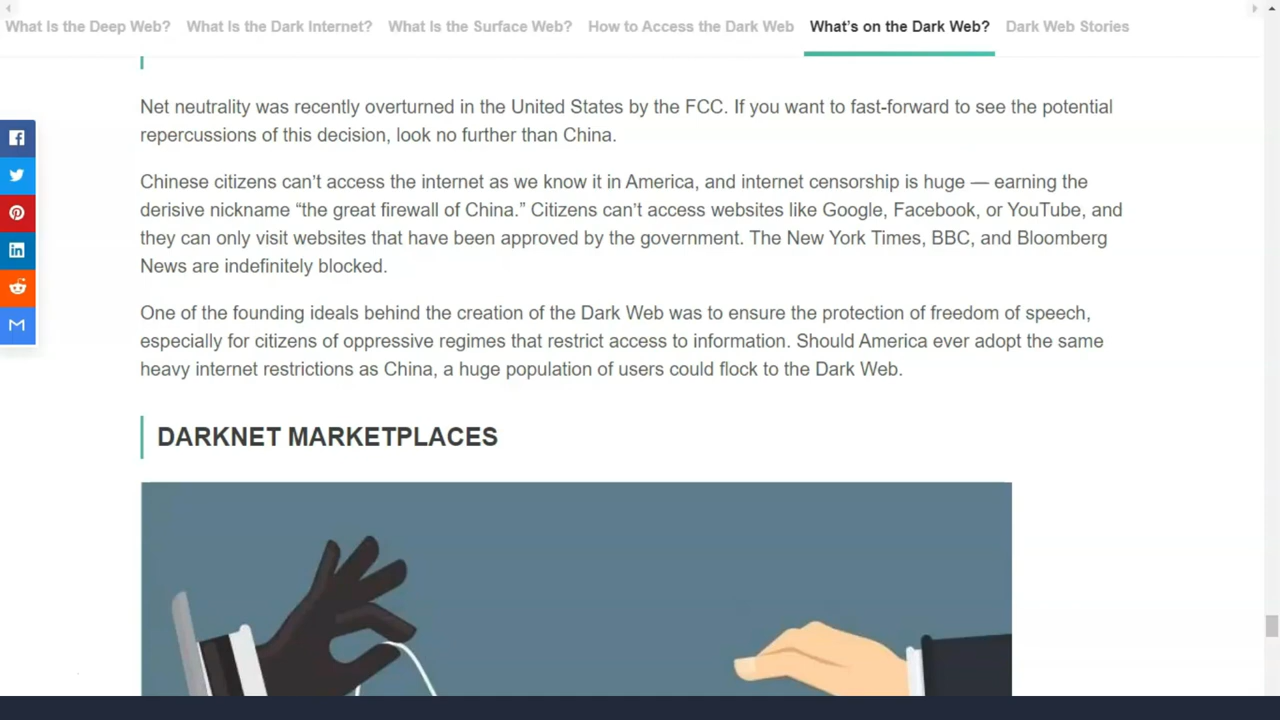 What Is the Deep Web?
What Is the Dark Internet?
What Is the Surface Web?
How to Access the Dark Web
What's on the Dark Web?
Dark Web Stories
Net neutrality was recently overturned in the United States by the FCC. If you want to fast-forward to see the potential
repercussions of this decision, look no further than China.
Chinese citizens can’t access the internet as we know it in America, and internet censorship is huge — earning the
derisive nickname “the great firewall of China.” Citizens can’t access websites like Google, Facebook, or YouTube, and
they can only visit websites that have been approved by the government. The New York Times, BBC, and Bloomberg
News are indefinitely blocked.
One of the founding ideals behind the creation of the Dark Web was to ensure the protection of freedom of speech,
especially for citizens of oppressive regimes that restrict access to information. Should America ever adopt the same
heavy internet restrictions as China, a huge population of users could flock to the Dark Web.
DARKNET MARKETPLACES